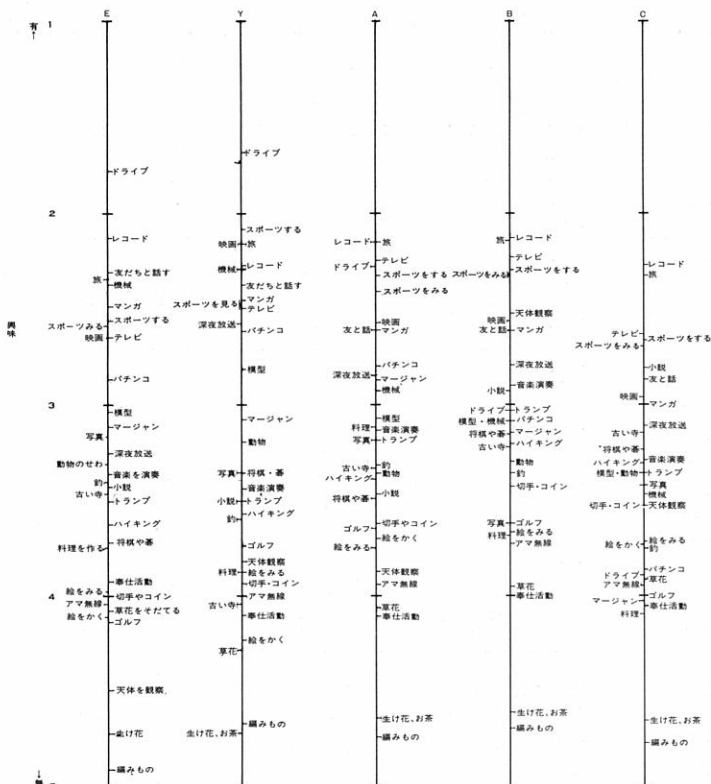 E
Y
A
B
C
有
↑
1
2
3
4
興味
↓
ドライブ
レコード
友だちと話す
旅
機械
マンガ
スポーツする
スポーツみる
映画
テレビ
パチンコ
模型
マージャン
写真
深夜放送
動物のせわ
音楽を演奏
釣
小説
古い寺
トランプ
ハイキング
将棋や碁
料理を作る
奉仕活動
絵をみる
切手やコイン
アマ無線
草花をそだてる
絵をかく
ゴルフ
天体を観察
生け花
編みもの
ドライブ
スポーツする
映画
旅
機械
レコード
友だちと話す
マンガ
スポーツを見る
テレビ
深夜放送
パチンコ
模型
マージャン
動物
写真
将棋・碁
音楽演奏
小説
トランプ
ハイキング
釣
ゴルフ
天体観察
料理
絵をみる
切手・コイン
アマ無線
古い寺
奉仕活動
絵をかく
草花
編みもの
生け花、お茶
レコード
旅
テレビ
ドライブ
スポーツをする
スポーツをみる
映画
友と話
マンガ
パチンコ
深夜放送
マージャン
機械
模型
料理
音楽演奏
写真
トランプ
釣
古い寺
動物
ハイキング
小説
将棋や碁
切手やコイン
ゴルフ
絵をかく
絵をみる
天体観察
アマ無線
草花
奉仕活動
生け花、お茶
編みもの
旅
レコード
テレビ
スポーツをみる
スポーツをする
天体観察
映画
友と話
マンガ
深夜放送
音楽演奏
小説
ドライブ
トランプ
模型・機械
パチンコ
将棋や碁
マージャン
古い寺
ハイキング
動物
釣
切手・コイン
写真
ゴルフ
絵をみる
料理
アマ無線
草花
奉仕活動
生け花、お茶
編みもの
レコード
旅
テレビ
スポーツをする
スポーツをみる
小説
友と話
映画
マンガ
深夜放送
古い寺
将棋や碁
ハイキング
音楽演奏
模型・動物
トランプ
写真
機械
切手・コイン
天体観察
絵をみる
絵をかく
釣
パチンコ
ドライブ
草花
アマ無線
ゴルフ
マージャン
奉仕活動
料理
生け花、お茶
編みもの